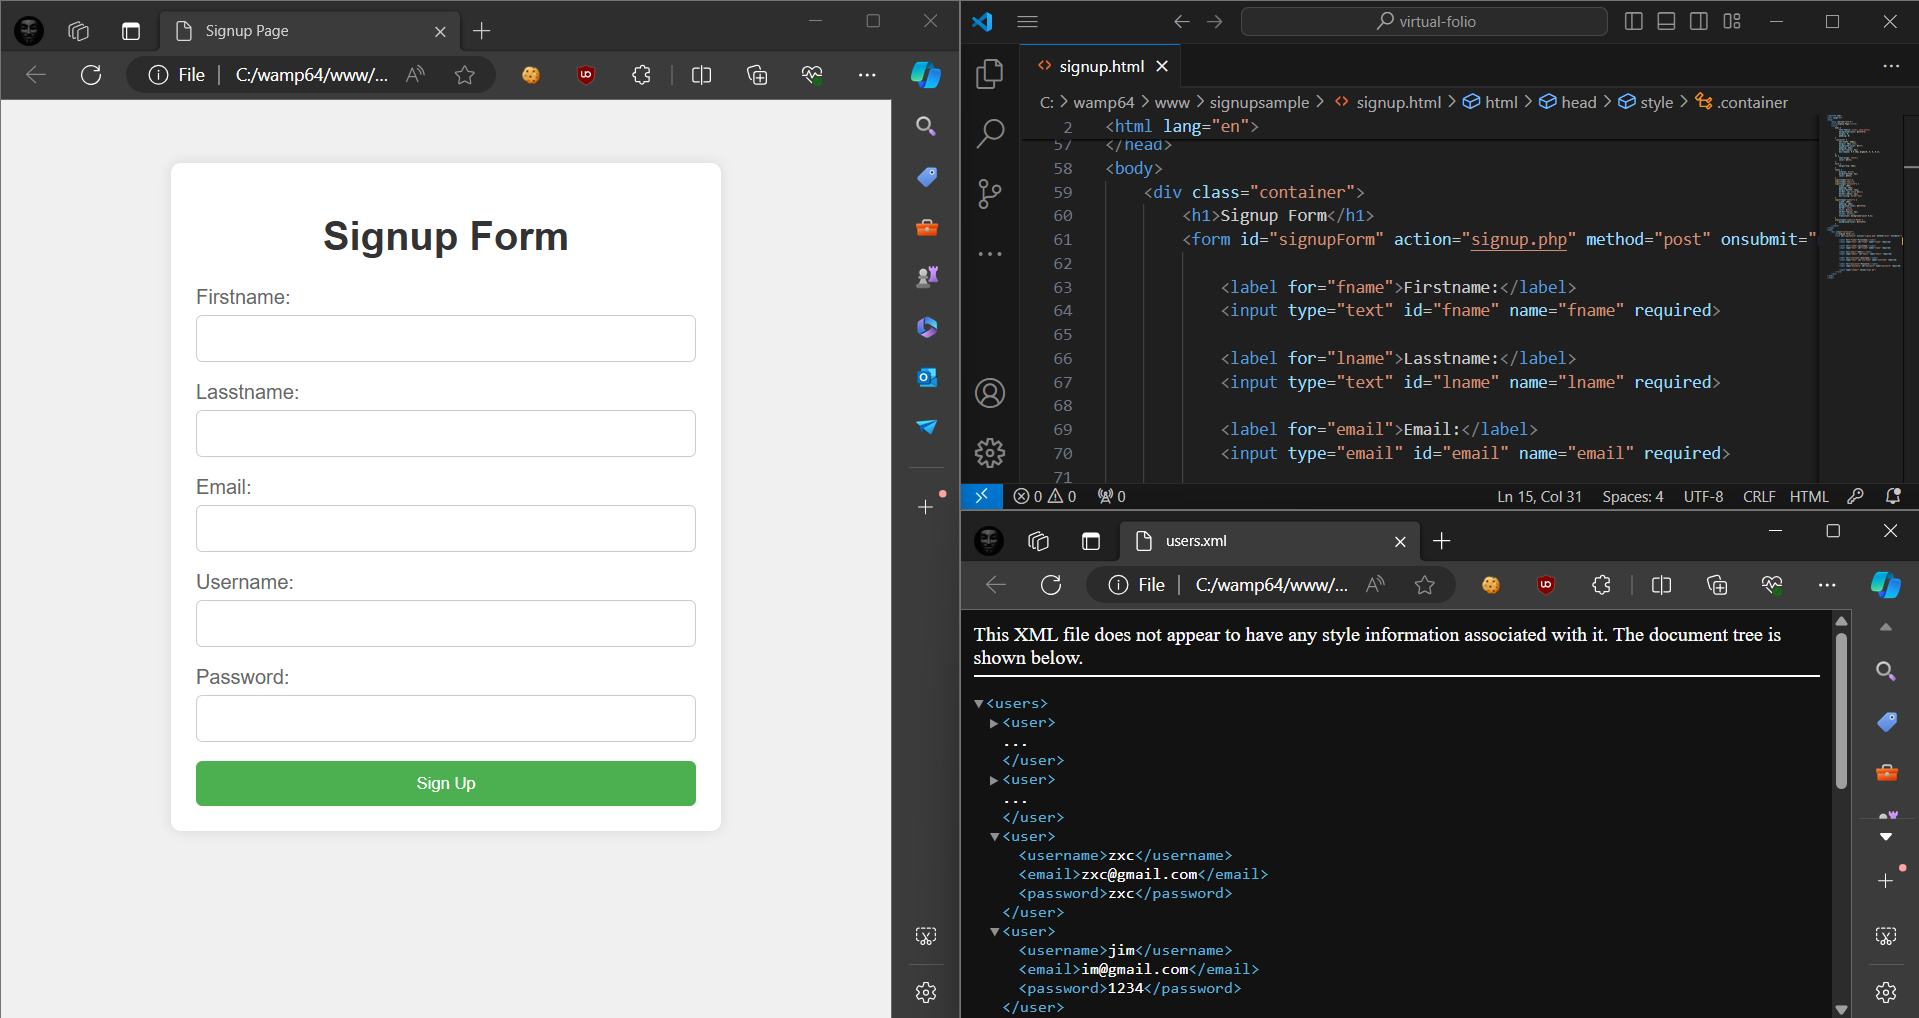 Signup Page
File
C:/wamp64/www/...
Signup Form
Firstname:
Lasstname:
Email:
Username:
Password:
Sign Up
virtual-folio
signup.html
C: > wamp64 > www > signupsample > signup.html > html > head > style > .container
2 <html lang="en">
57 </head>
58 <body>
59 <div class="container">
60 <h1>Signup Form</h1>
61 <form id="signupForm" action="signup.php" method="post" onsubmit="
62
63 <label for="fname">Firstname:</label>
64 <input type="text" id="fname" name="fname" required>
65
66 <label for="lname">Lasstname:</label>
67 <input type="text" id="lname" name="lname" required>
68
69 <label for="email">Email:</label>
70 <input type="email" id="email" name="email" required>
71
0 0 0 Ln 15, Col 31 Spaces: 4 UTF-8 CRLF HTML
users.xml
File
C:/wamp64/www/...
This XML file does not appear to have any style information associated with it. The document tree is
shown below.
<users>
<user>
...
</user>
<user>
...
</user>
<user>
<username>zxc</username>
<email>zxc@gmail.com</email>
<password>zxc</password>
</user>
<user>
<username>jim</username>
<email>im@gmail.com</email>
<password>1234</password>
</user>